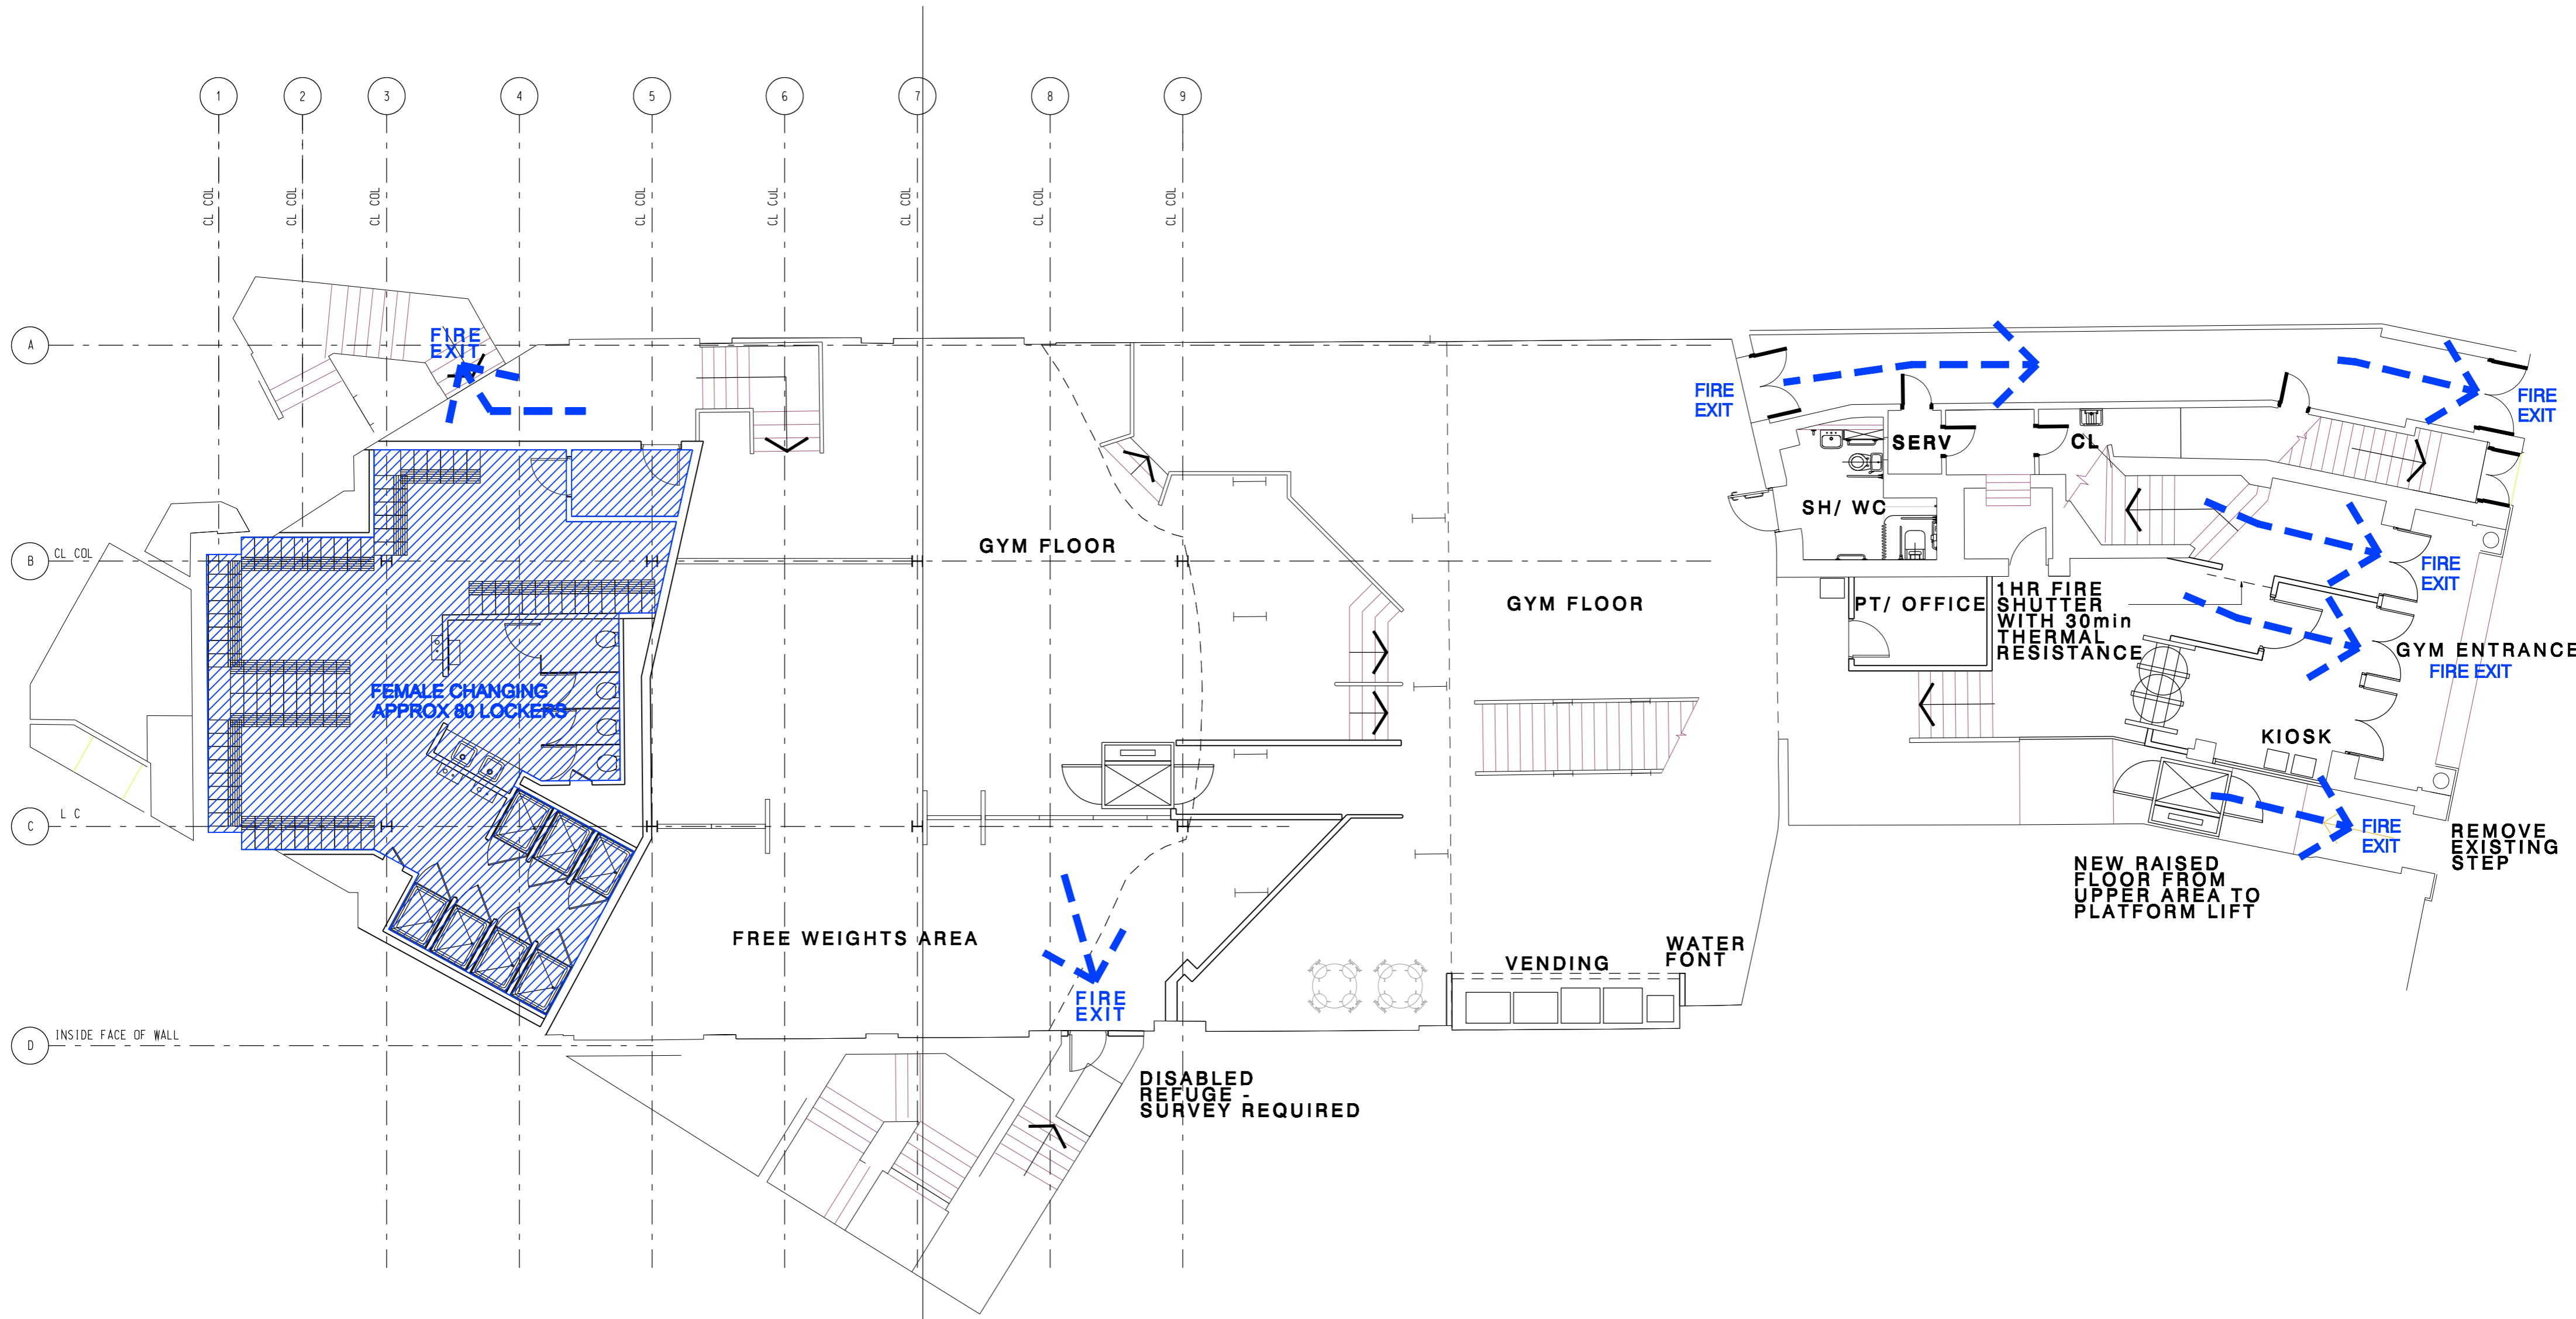 1
2
3
4
5
6
7
8
9
CL COL
CL COL
CL COL
CL COL
CL CUL
CL COL
CL COL
CL COL
A
FIRE
EXIT
FIRE
EXIT
FIRE
EXIT
SERV
CL
SH/ WC
B
CL COL
GYM FLOOR
GYM FLOOR
PT/ OFFICE
1HR FIRE
SHUTTER
WITH 30min
THERMAL
RESISTANCE
FIRE
EXIT
GYM ENTRANCE
FIRE EXIT
FEMALE CHANGING
APPROX 80 LOCKERS
KIOSK
C
L C
FIRE
EXIT
REMOVE
EXISTING
STEP
NEW RAISED
FLOOR FROM
UPPER AREA TO
PLATFORM LIFT
FREE WEIGHTS AREA
WATER
FONT
VENDING
FIRE
EXIT
D
INSIDE FACE OF WALL
DISABLED
REFUGE -
SURVEY REQUIRED